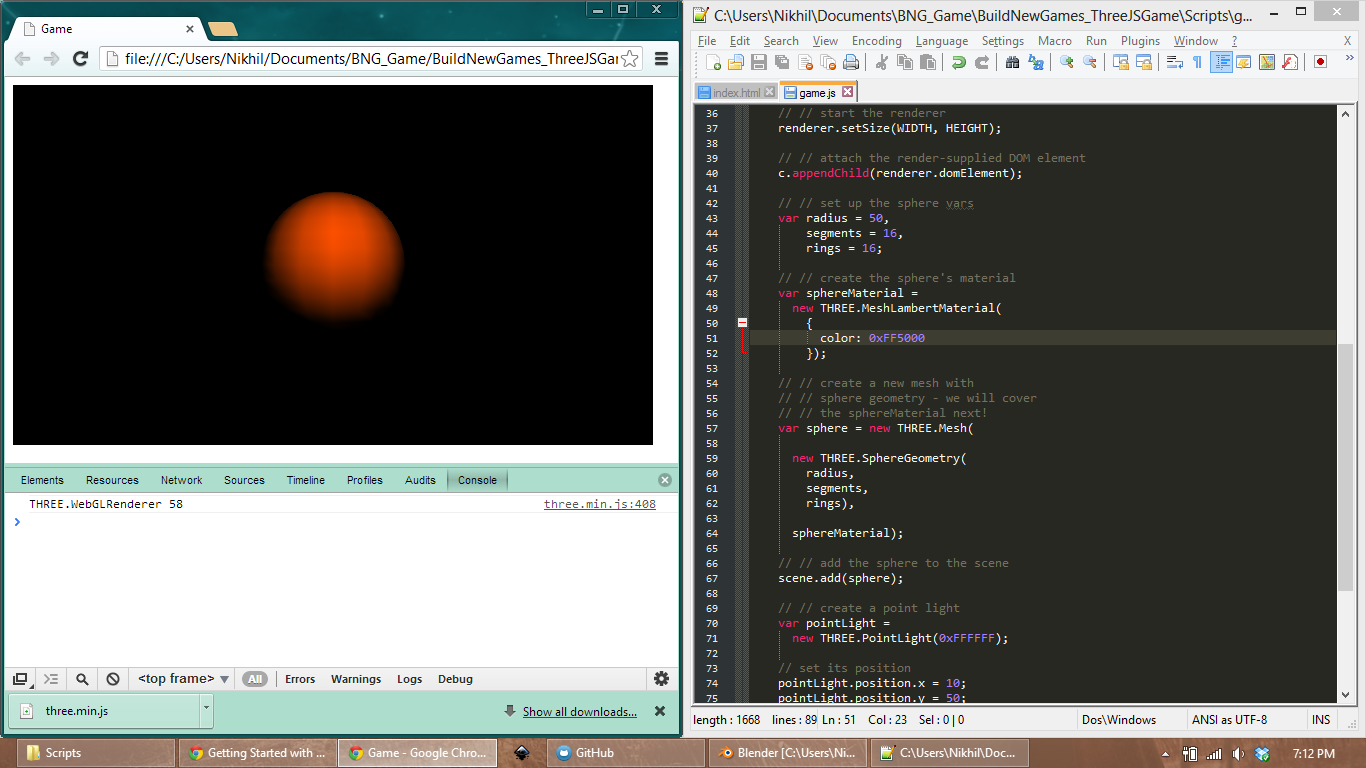 Game
file:///C:/Users/Nikhil/Documents/BNG_Game/BuildNewGames_ThreeJSGar
Elements Resources Network Sources Timeline Profiles Audits Console
THREE.WebGLRenderer 58 three.min.js:408
<top frame> All Errors Warnings Logs Debug
three.min.js Show all downloads...
C:\Users\Nikhil\Documents\BNG_Game\BuildNewGames_ThreeJSGame\Scripts\g...
File Edit Search View Encoding Language Settings Macro Run Plugins Window ? X
index.html game.js
36 // // start the renderer
37 renderer.setSize(WIDTH, HEIGHT);
38
39 // // attach the render-supplied DOM element
40 c.appendChild(renderer.domElement);
41
42 // // set up the sphere vars
43 var radius = 50,
44 segments = 16,
45 rings = 16;
46
47 // // create the sphere's material
48 var sphereMaterial =
49 new THREE.MeshLambertMaterial(
50 {
51 color: 0xFF5000
52 });
53
54 // // create a new mesh with
55 // // sphere geometry - we will cover
56 // // the sphereMaterial next!
57 var sphere = new THREE.Mesh(
58
59 new THREE.SphereGeometry(
60 radius,
61 segments,
62 rings),
63
64 sphereMaterial);
65
66 // // add the sphere to the scene
67 scene.add(sphere);
68
69 // // create a point light
70 var pointLight =
71 new THREE.PointLight(0xFFFFFF);
72
73 // set its position
74 pointLight.position.x = 10;
75 pointLight.position.y = 50;
length : 1668 lines : 89 Ln : 51 Col : 23 Sel : 0 | 0 Dos\Windows ANSI as UTF-8 INS
Scripts Getting Started with ... Game - Google Chro... GitHub Blender [C:\Users\Ni... C:\Users\Nikhil\Doc... 7:12 PM